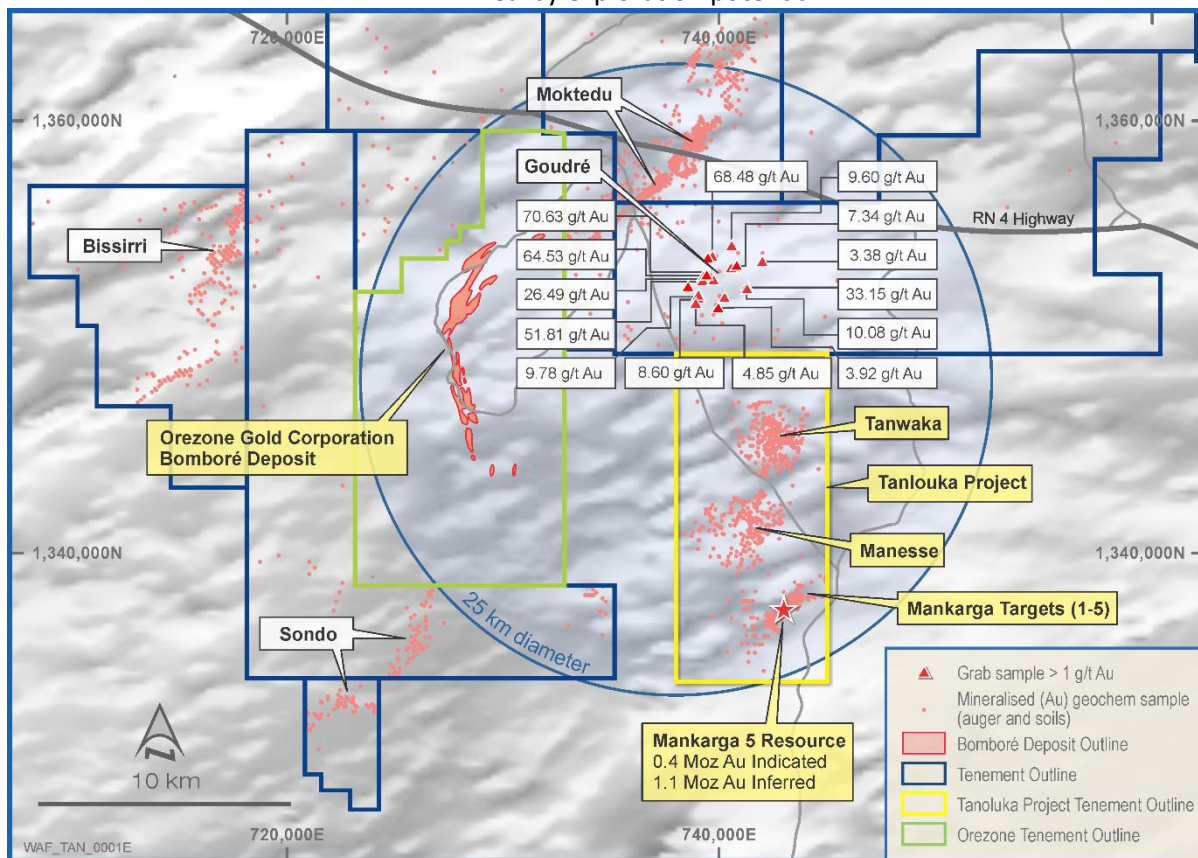 720,000E
740,000E
Moktedu
1,360,000N
1,360,000N
Goudré
68.48 g/t Au
9.60 g/t Au
70.63 g/t Au
7.34 g/t Au
RN 4 Highway
Bissirri
64.53 g/t Au
3.38 g/t Au
26.49 g/t Au
33.15 g/t Au
51.81 g/t Au
10.08 g/t Au
9.78 g/t Au
8.60 g/t Au
4.85 g/t Au
3.92 g/t Au
Orezone Gold Corporation
Bomboré Deposit
Tanwaka
Tanlouka Project
1,340,000N
1,340,000N
Manesse
25 km diameter
Mankarga Targets (1-5)
Sondo
Mankarga 5 Resource
0.4 Moz Au Indicated
1.1 Moz Au Inferred
Grab sample > 1 g/t Au
Mineralised (Au) geochem sample
(auger and soils)
Bomboré Deposit Outline
Tenement Outline
Tanoluka Project Tenement Outline
Orezone Tenement Outline
10 km
720,000E
740,000E
WAF_TAN_0001E